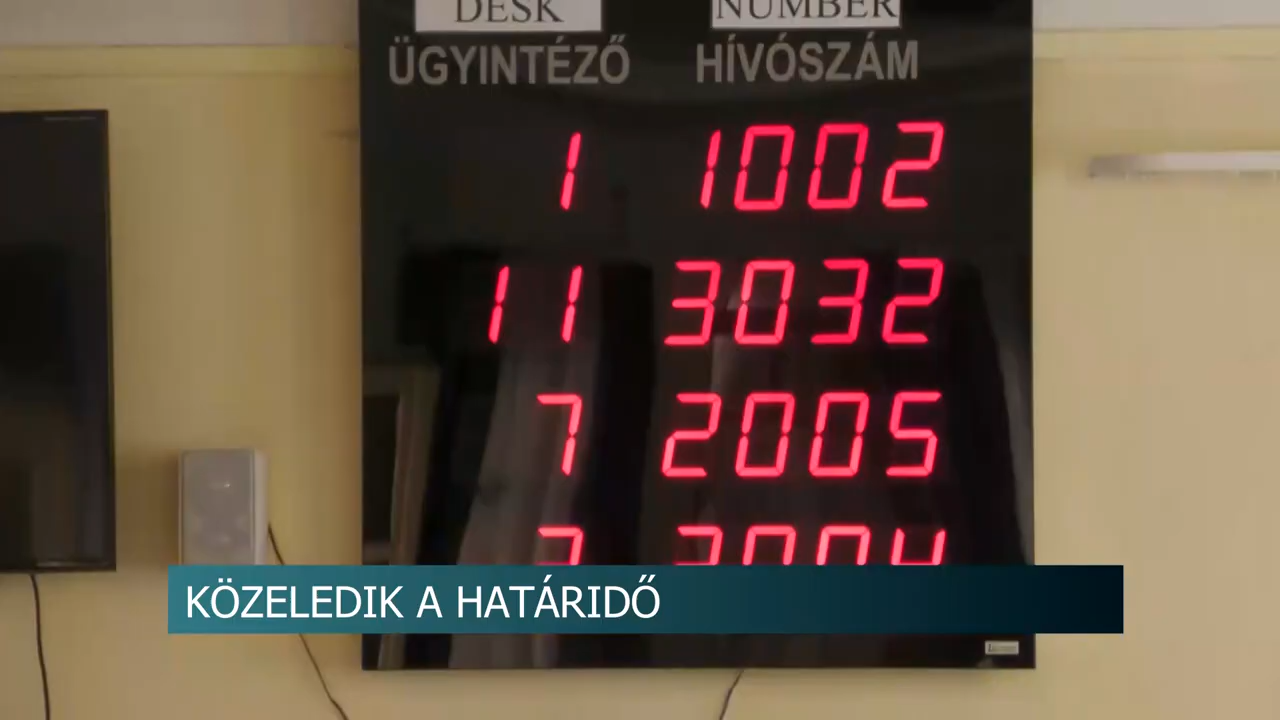 DESK NUMBER
ÜGYINTÉZŐ HÍVÓSZÁM
1 1002
11 3032
7 2005
KÖZELEDIK A HATÁRIDŐ